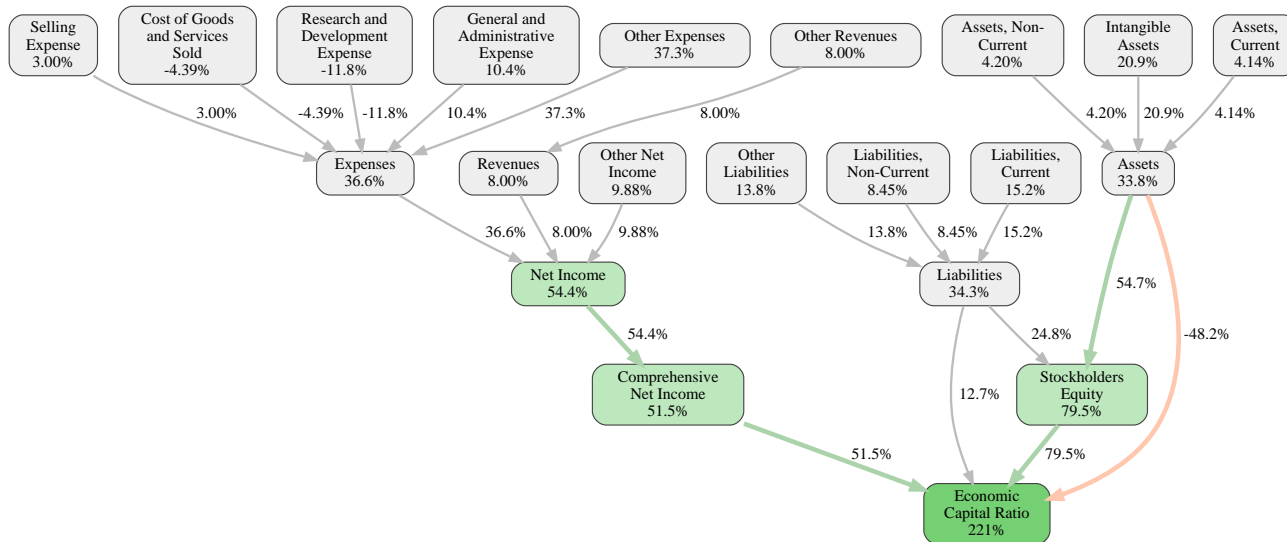 Selling
Expense
3.00%
Cost of Goods
and Services
Sold
-4.39%
Research and
Development
Expense
-11.8%
General and
Administrative
Expense
10.4%
Other Expenses
37.3%
Other Revenues
8.00%
Assets, Non-
Current
4.20%
Intangible
Assets
20.9%
Assets,
Current
4.14%
3.00%
-4.39%
-11.8%
10.4%
37.3%
8.00%
4.20%
20.9%
4.14%
Expenses
36.6%
Revenues
8.00%
Other Net
Income
9.88%
Other
Liabilities
13.8%
Liabilities,
Non-Current
8.45%
Liabilities,
Current
15.2%
Assets
33.8%
36.6%
8.00%
9.88%
13.8%
8.45%
15.2%
Net Income
54.4%
Liabilities
34.3%
54.7%
54.4%
24.8%
-48.2%
Comprehensive
Net Income
51.5%
12.7%
Stockholders
Equity
79.5%
51.5%
79.5%
Economic
Capital Ratio
221%